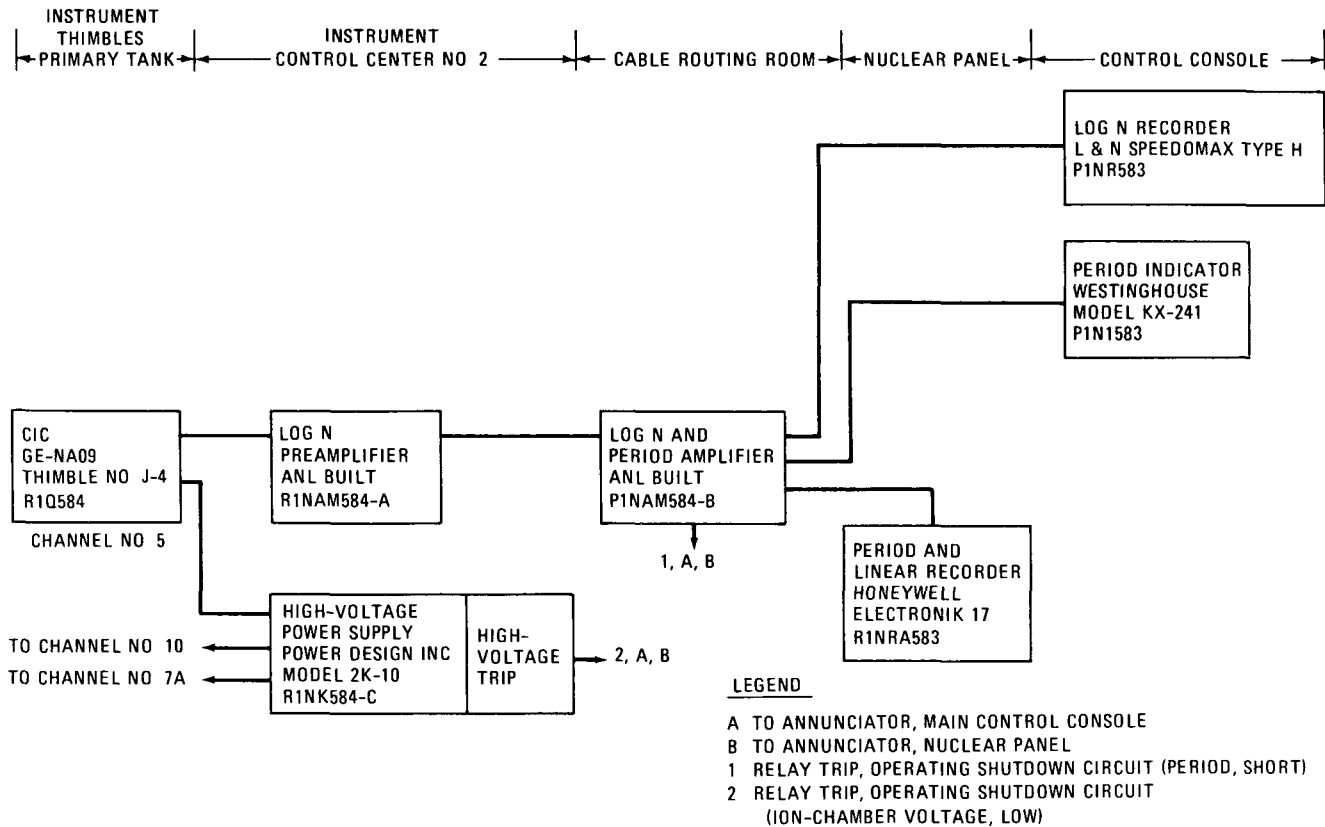 INSTRUMENT
THIMBLES
PRIMARY TANK
INSTRUMENT
CONTROL CENTER NO 2
CABLE ROUTING ROOM
NUCLEAR PANEL
CONTROL CONSOLE
LOG N RECORDER
L & N SPEEDOMAX TYPE H
P1NR583
PERIOD INDICATOR
WESTINGHOUSE
MODEL KX-241
P1N1583
CIC
GE-NA09
THIMBLE NO J-4
R1Q584
CHANNEL NO 5
LOG N
PREAMPLIFIER
ANL BUILT
R1NAM584-A
LOG N AND
PERIOD AMPLIFIER
ANL BUILT
P1NAM584-B
1, A, B
PERIOD AND
LINEAR RECORDER
HONEYWELL
ELECTRONIK 17
R1NRA583
HIGH-VOLTAGE
POWER SUPPLY
POWER DESIGN INC
MODEL 2K-10
R1NK584-C
HIGH-
VOLTAGE
TRIP
2, A, B
TO CHANNEL NO 10
TO CHANNEL NO 7A
LEGEND
A TO ANNUNCIATOR, MAIN CONTROL CONSOLE
B TO ANNUNCIATOR, NUCLEAR PANEL
1 RELAY TRIP, OPERATING SHUTDOWN CIRCUIT (PERIOD, SHORT)
2 RELAY TRIP, OPERATING SHUTDOWN CIRCUIT
(ION-CHAMBER VOLTAGE, LOW)